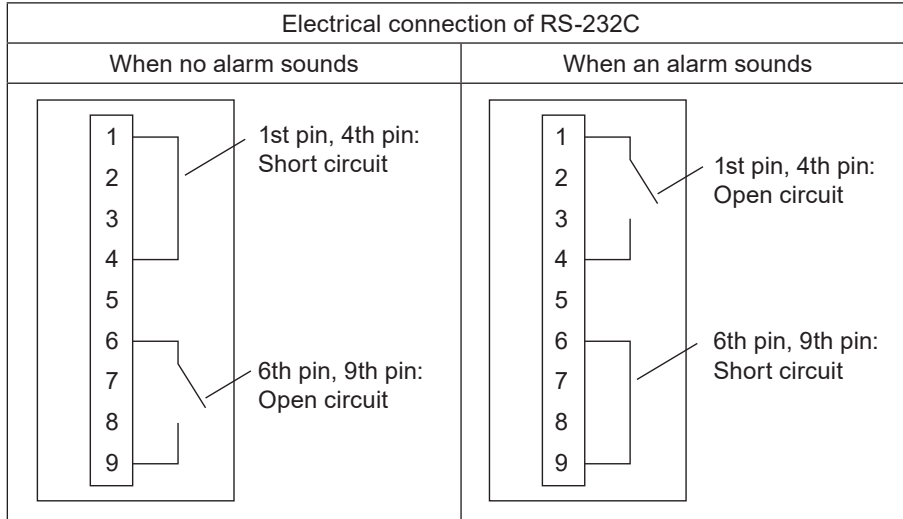 Electrical connection of RS-232C
When no alarm sounds
When an alarm sounds
1
2
3
4
5
6
7
8
9
1st pin, 4th pin:
Short circuit
6th pin, 9th pin:
Open circuit
1
2
3
4
5
6
7
8
9
1st pin, 4th pin:
Open circuit
6th pin, 9th pin:
Short circuit